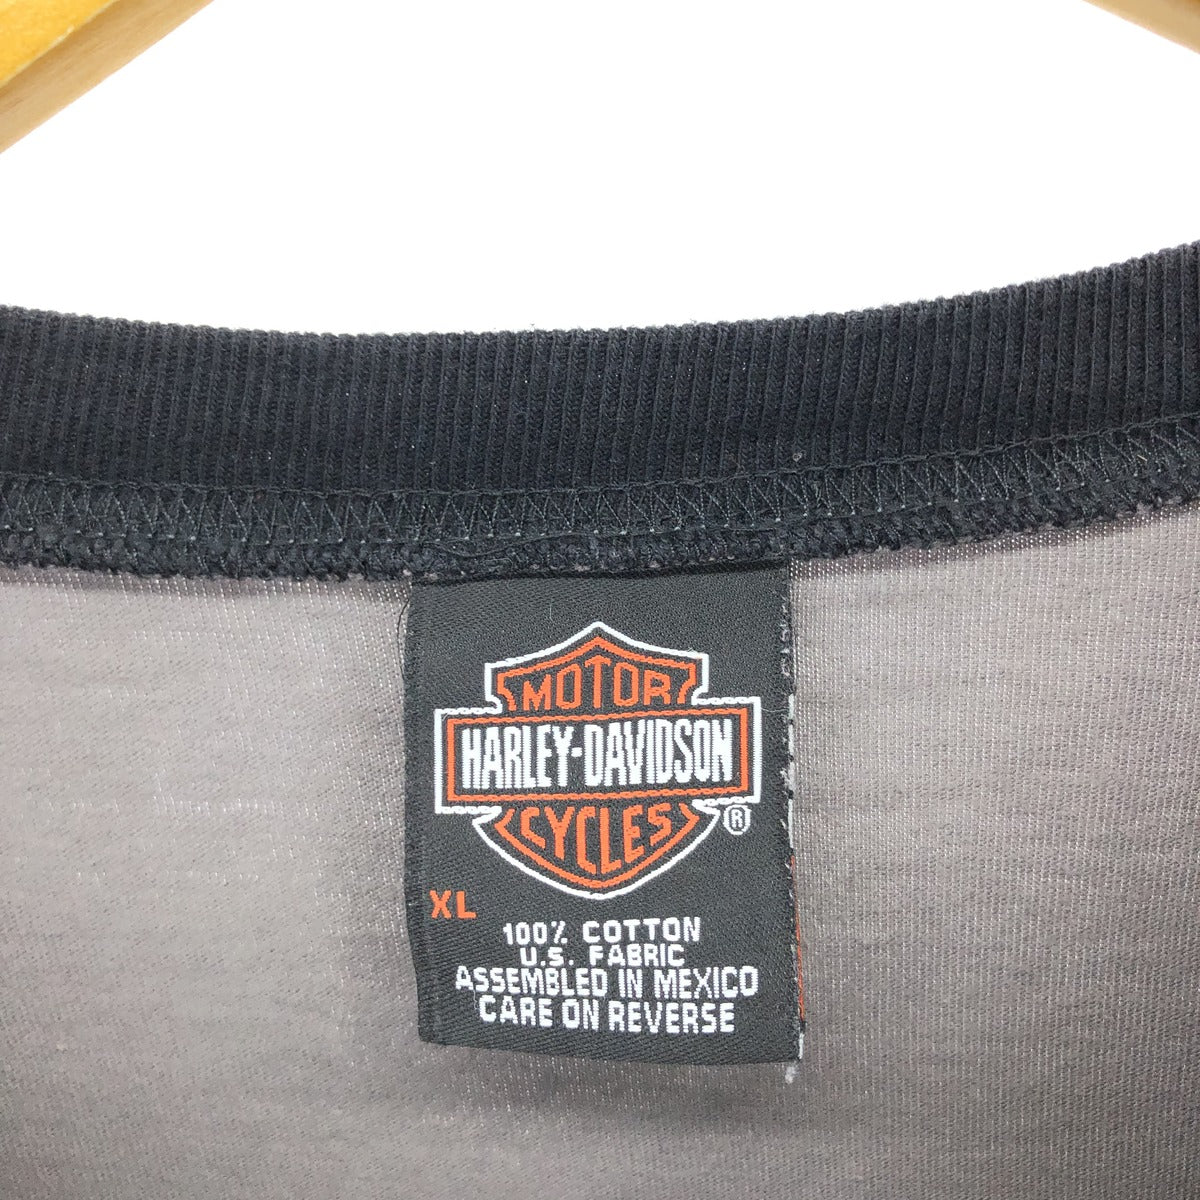 MOTOR
HARLEY-DAVIDSON
CYCLES
®
XL
100% COTTON
U.S. FABRIC
ASSEMBLED IN MEXICO
CARE ON REVERSE